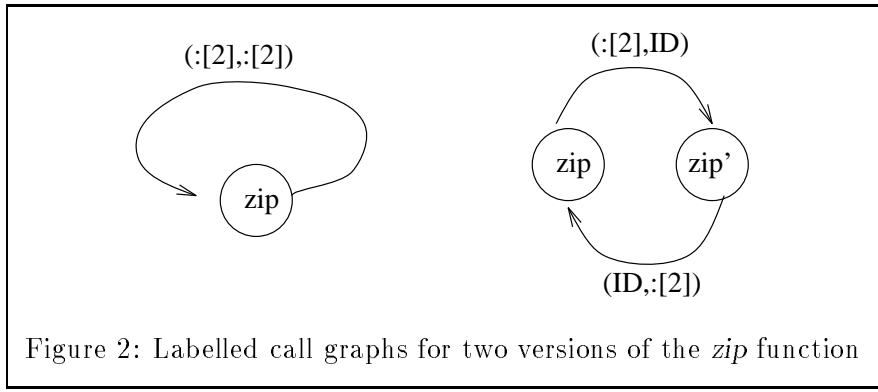 (:[2],:[2])
zip
(:[2],ID)
zip
zip'
(ID,:[2])
Figure 2: Labelled call graphs for two versions of the zip function